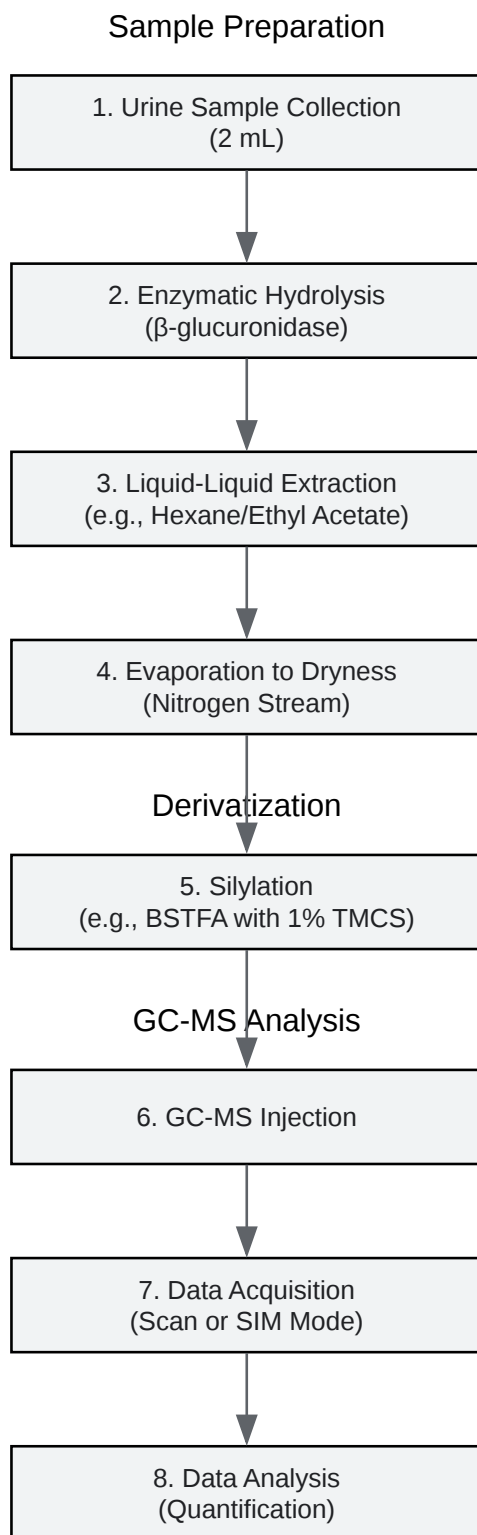 Sample Preparation
1. Urine Sample Collection
(2 mL)
2. Enzymatic Hydrolysis
(β-glucuronidase)
3. Liquid-Liquid Extraction
(e.g., Hexane/Ethyl Acetate)
4. Evaporation to Dryness
(Nitrogen Stream)
Derivatization
5. Silylation
(e.g., BSTFA with 1% TMCS)
GC-MS Analysis
6. GC-MS Injection
7. Data Acquisition
(Scan or SIM Mode)
8. Data Analysis
(Quantification)